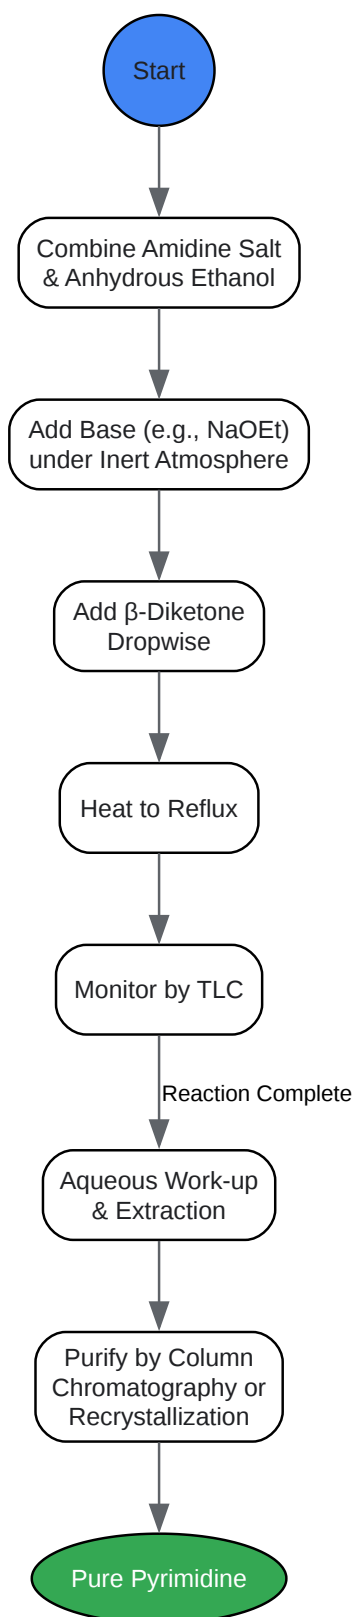 Start
Combine Amidine Salt
& Anhydrous Ethanol
Add Base (e.g., NaOEt)
under Inert Atmosphere
Add β-Diketone
Dropwise
Heat to Reflux
Monitor by TLC
Reaction Complete
Aqueous Work-up
& Extraction
Purify by Column
Chromatography or
Recrystallization
Pure Pyrimidine